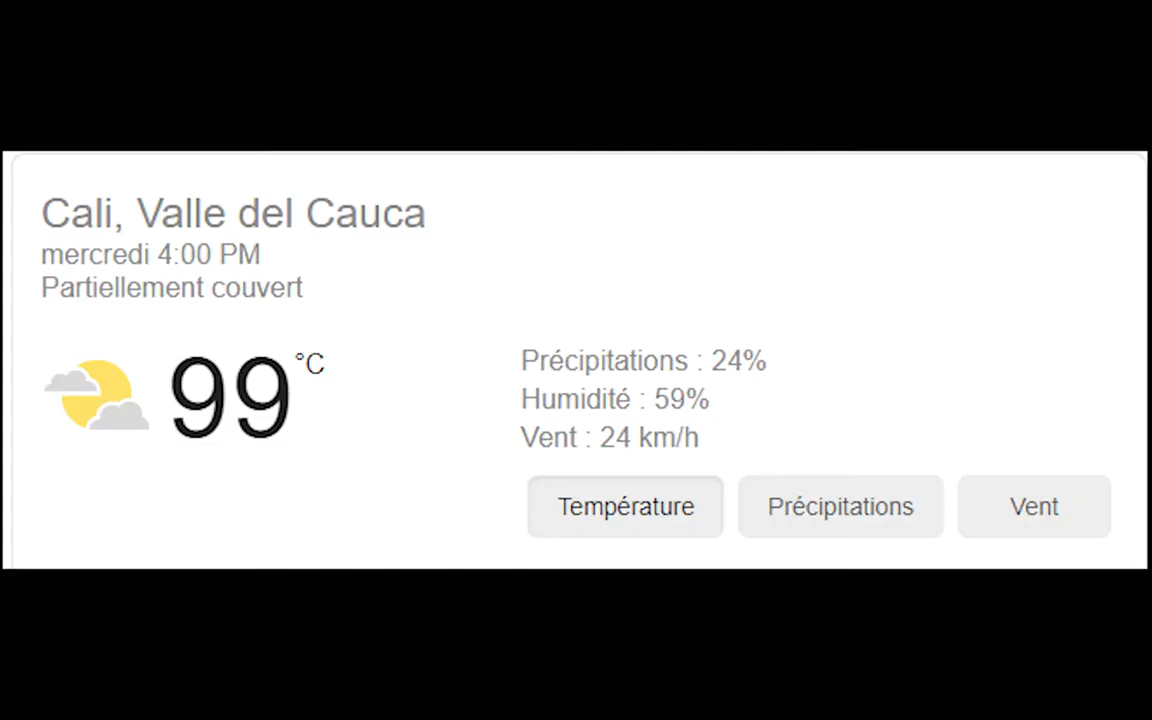 Cali, Valle del Cauca
mercredi 4:00 PM
Partiellement couvert
99 °C
Précipitations : 24%
Humidité : 59%
Vent : 24 km/h
Température Précipitations Vent